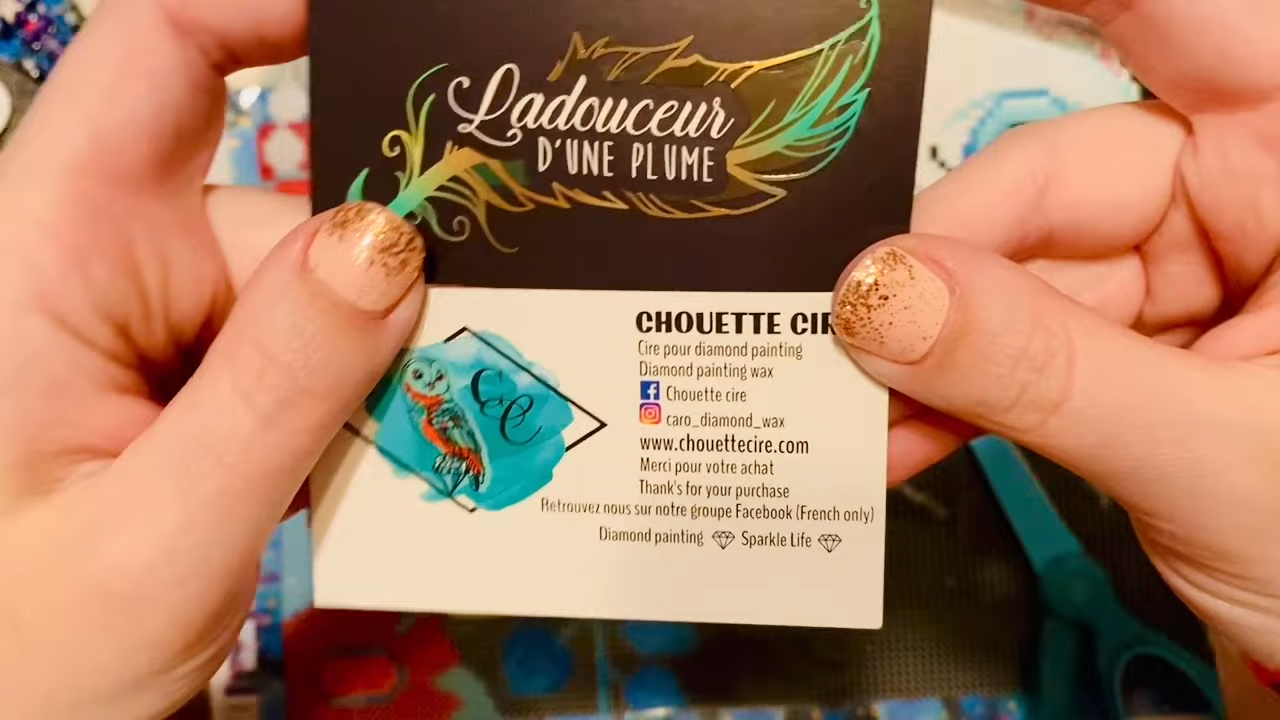 Ladouceur
D'UNE PLUME
CHOUETTE CIR
Cire pour diamond painting
Diamond painting wax
Chouette cire
caro_diamond_wax
www.chouettecire.com
Merci pour votre achat
Thank's for your purchase
Retrouvez nous sur notre groupe Facebook (French only)
Diamond painting Sparkle Life
CC